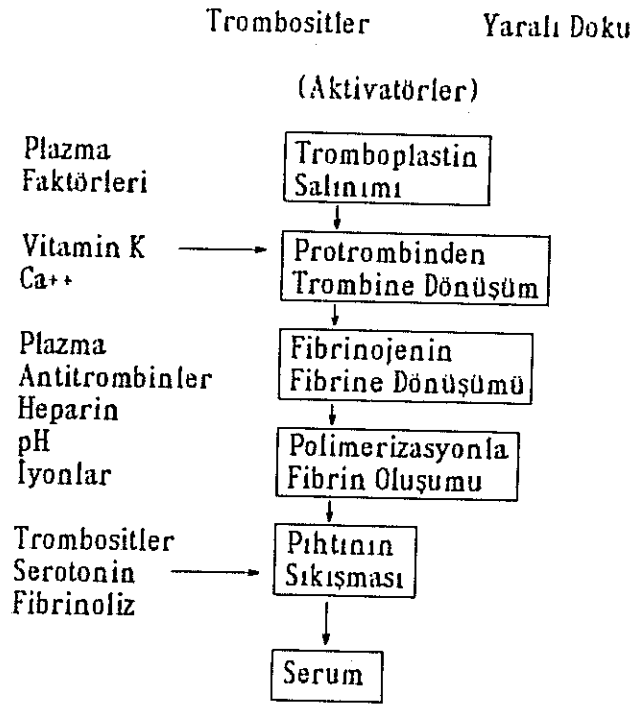 Trombositler Yaralı Doku
(Aktivatörler)
Plazma
Faktörleri
Tromboplastin
Salınımı
Vitamin K
Ca++
Protrombinden
Trombine Dönüşüm
Plazma
Antitrombinler
Heparin
pH
İyonlar
Fibrinojenin
Fibrine Dönüşümü
Polimerizasyonla
Fibrin Oluşumu
Trombositler
Serotonin
Fibrinoliz
Pıhtının
Sıkışması
Serum